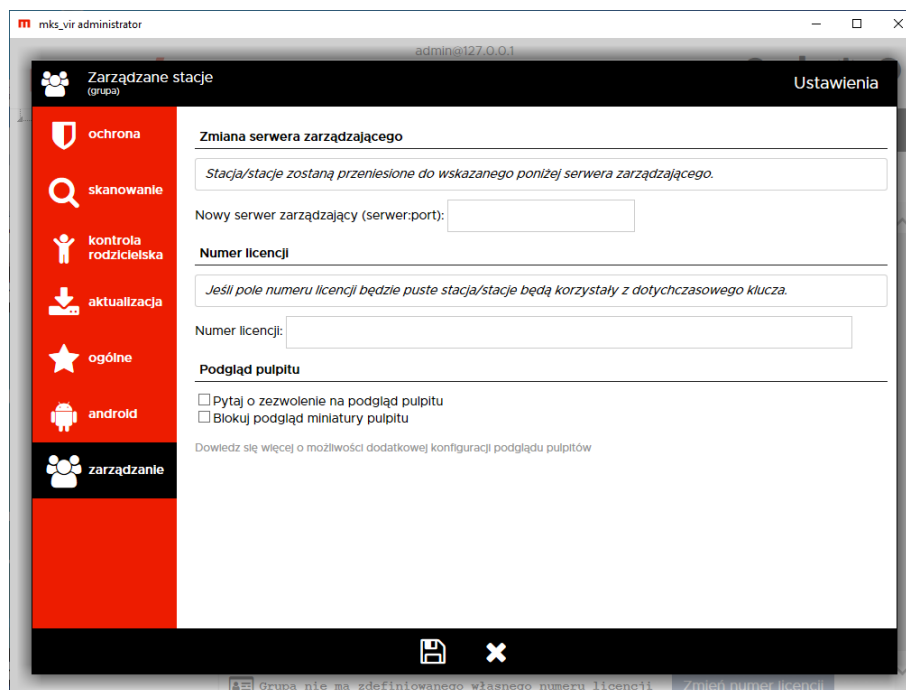 mks_vir administrator
admin@127.0.0.1
Zarządzane stacje
(grupa)
Ustawienia
ochrona
skanowanie
kontrola
rodzicielska
aktualizacja
ogólne
android
zarządzanie
Zmiana serwera zarządzającego
Stacja/stacje zostaną przeniesione do wskazanego poniżej serwera zarządzającego.
Nowy serwer zarządzający (serwer:port):
Numer licencji
Jeśli pole numeru licencji będzie puste stacja/stacje będą korzystały z dotychczasowego klucza.
Numer licencji:
Podgląd pulpitu
Pytaj o zezwolenie na podgląd pulpitu
Blokuj podgląd miniatury pulpitu
Dowiedz się więcej o możliwości dodatkowej konfiguracji podglądu pulpitów
Grupa nie ma zdefiniowanego własnego numeru licencji
Zmień numer licencji